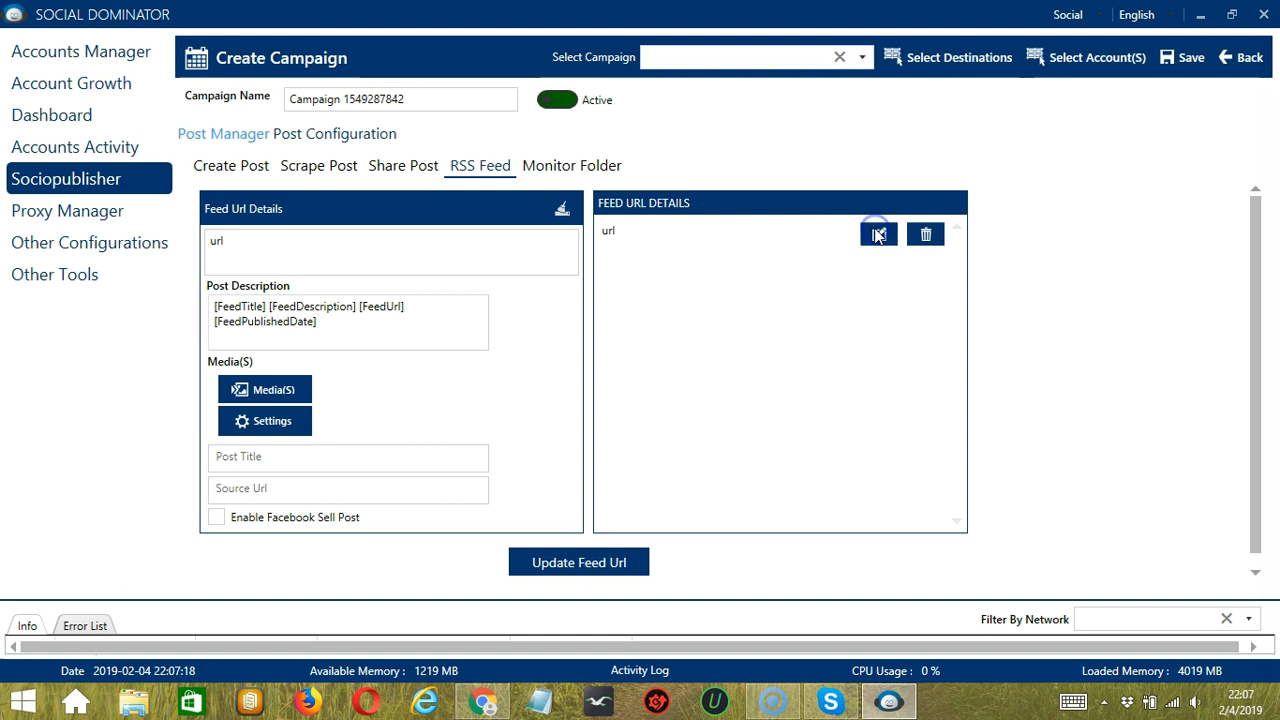 SOCIAL DOMINATOR
Social
English
Accounts Manager
Account Growth
Dashboard
Accounts Activity
Sociopublisher
Proxy Manager
Other Configurations
Other Tools
Create Campaign
Select Campaign
Select Destinations
Select Account(S)
Save
Back
Campaign Name
Campaign 1549287842
Active
Post Manager Post Configuration
Create Post Scrape Post Share Post RSS Feed Monitor Folder
Feed Url Details
url
Post Description
[FeedTitle] [FeedDescription] [FeedUrl]
[FeedPublishedDate]
Media(S)
Media(S)
Settings
Post Title
Source Url
Enable Facebook Sell Post
FEED URL DETAILS
url
Update Feed Url
Info
Error List
Filter By Network
Date 2019-02-04 22:07:18
Available Memory : 1219 MB
Activity Log
CPU Usage : 0 %
Loaded Memory : 4019 MB
22:07
2/4/2019